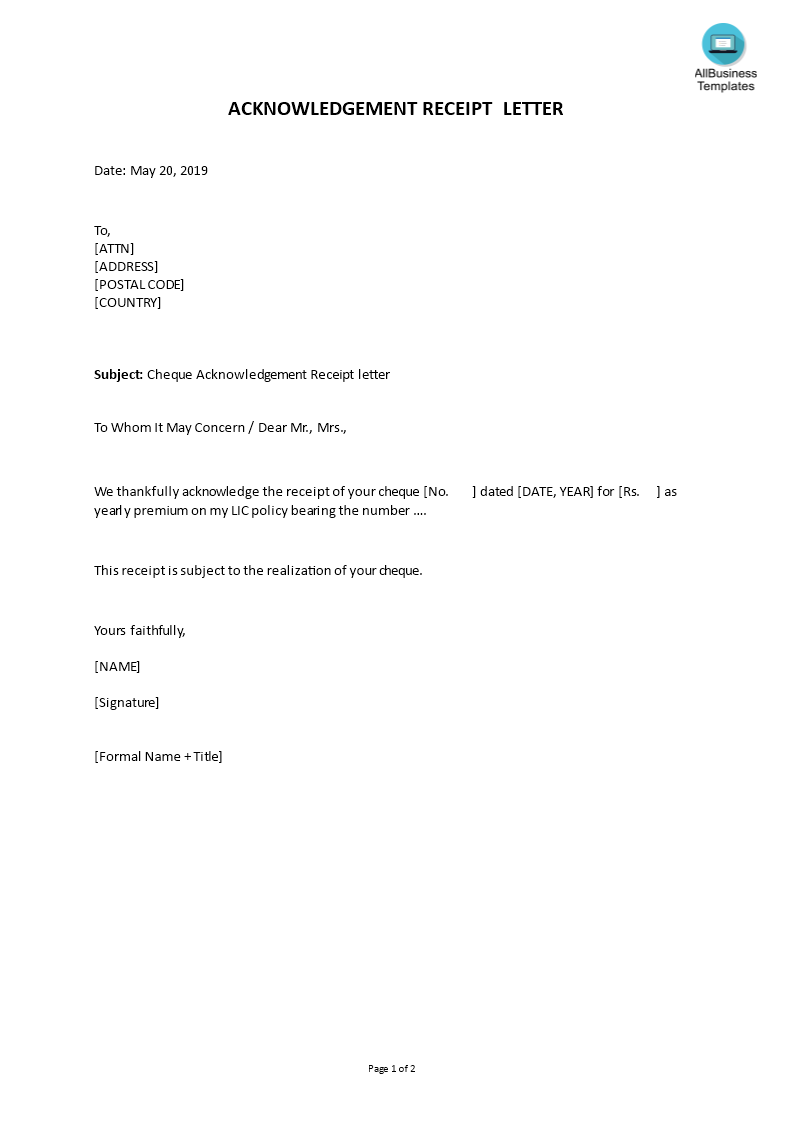 AllBusiness
Templates
ACKNOWLEDGEMENT RECEIPT LETTER
Date: May 20, 2019
To,
[ATTN]
[ADDRESS]
[POSTAL CODE]
[COUNTRY]
Subject: Cheque Acknowledgement Receipt letter
To Whom It May Concern / Dear Mr., Mrs.,
We thankfully acknowledge the receipt of your cheque [No.      ] dated [DATE, YEAR] for [Rs.    ] as
yearly premium on my LIC policy bearing the number ....
This receipt is subject to the realization of your cheque.
Yours faithfully,
[NAME]
[Signature]
[Formal Name + Title]
Page 1 of 2